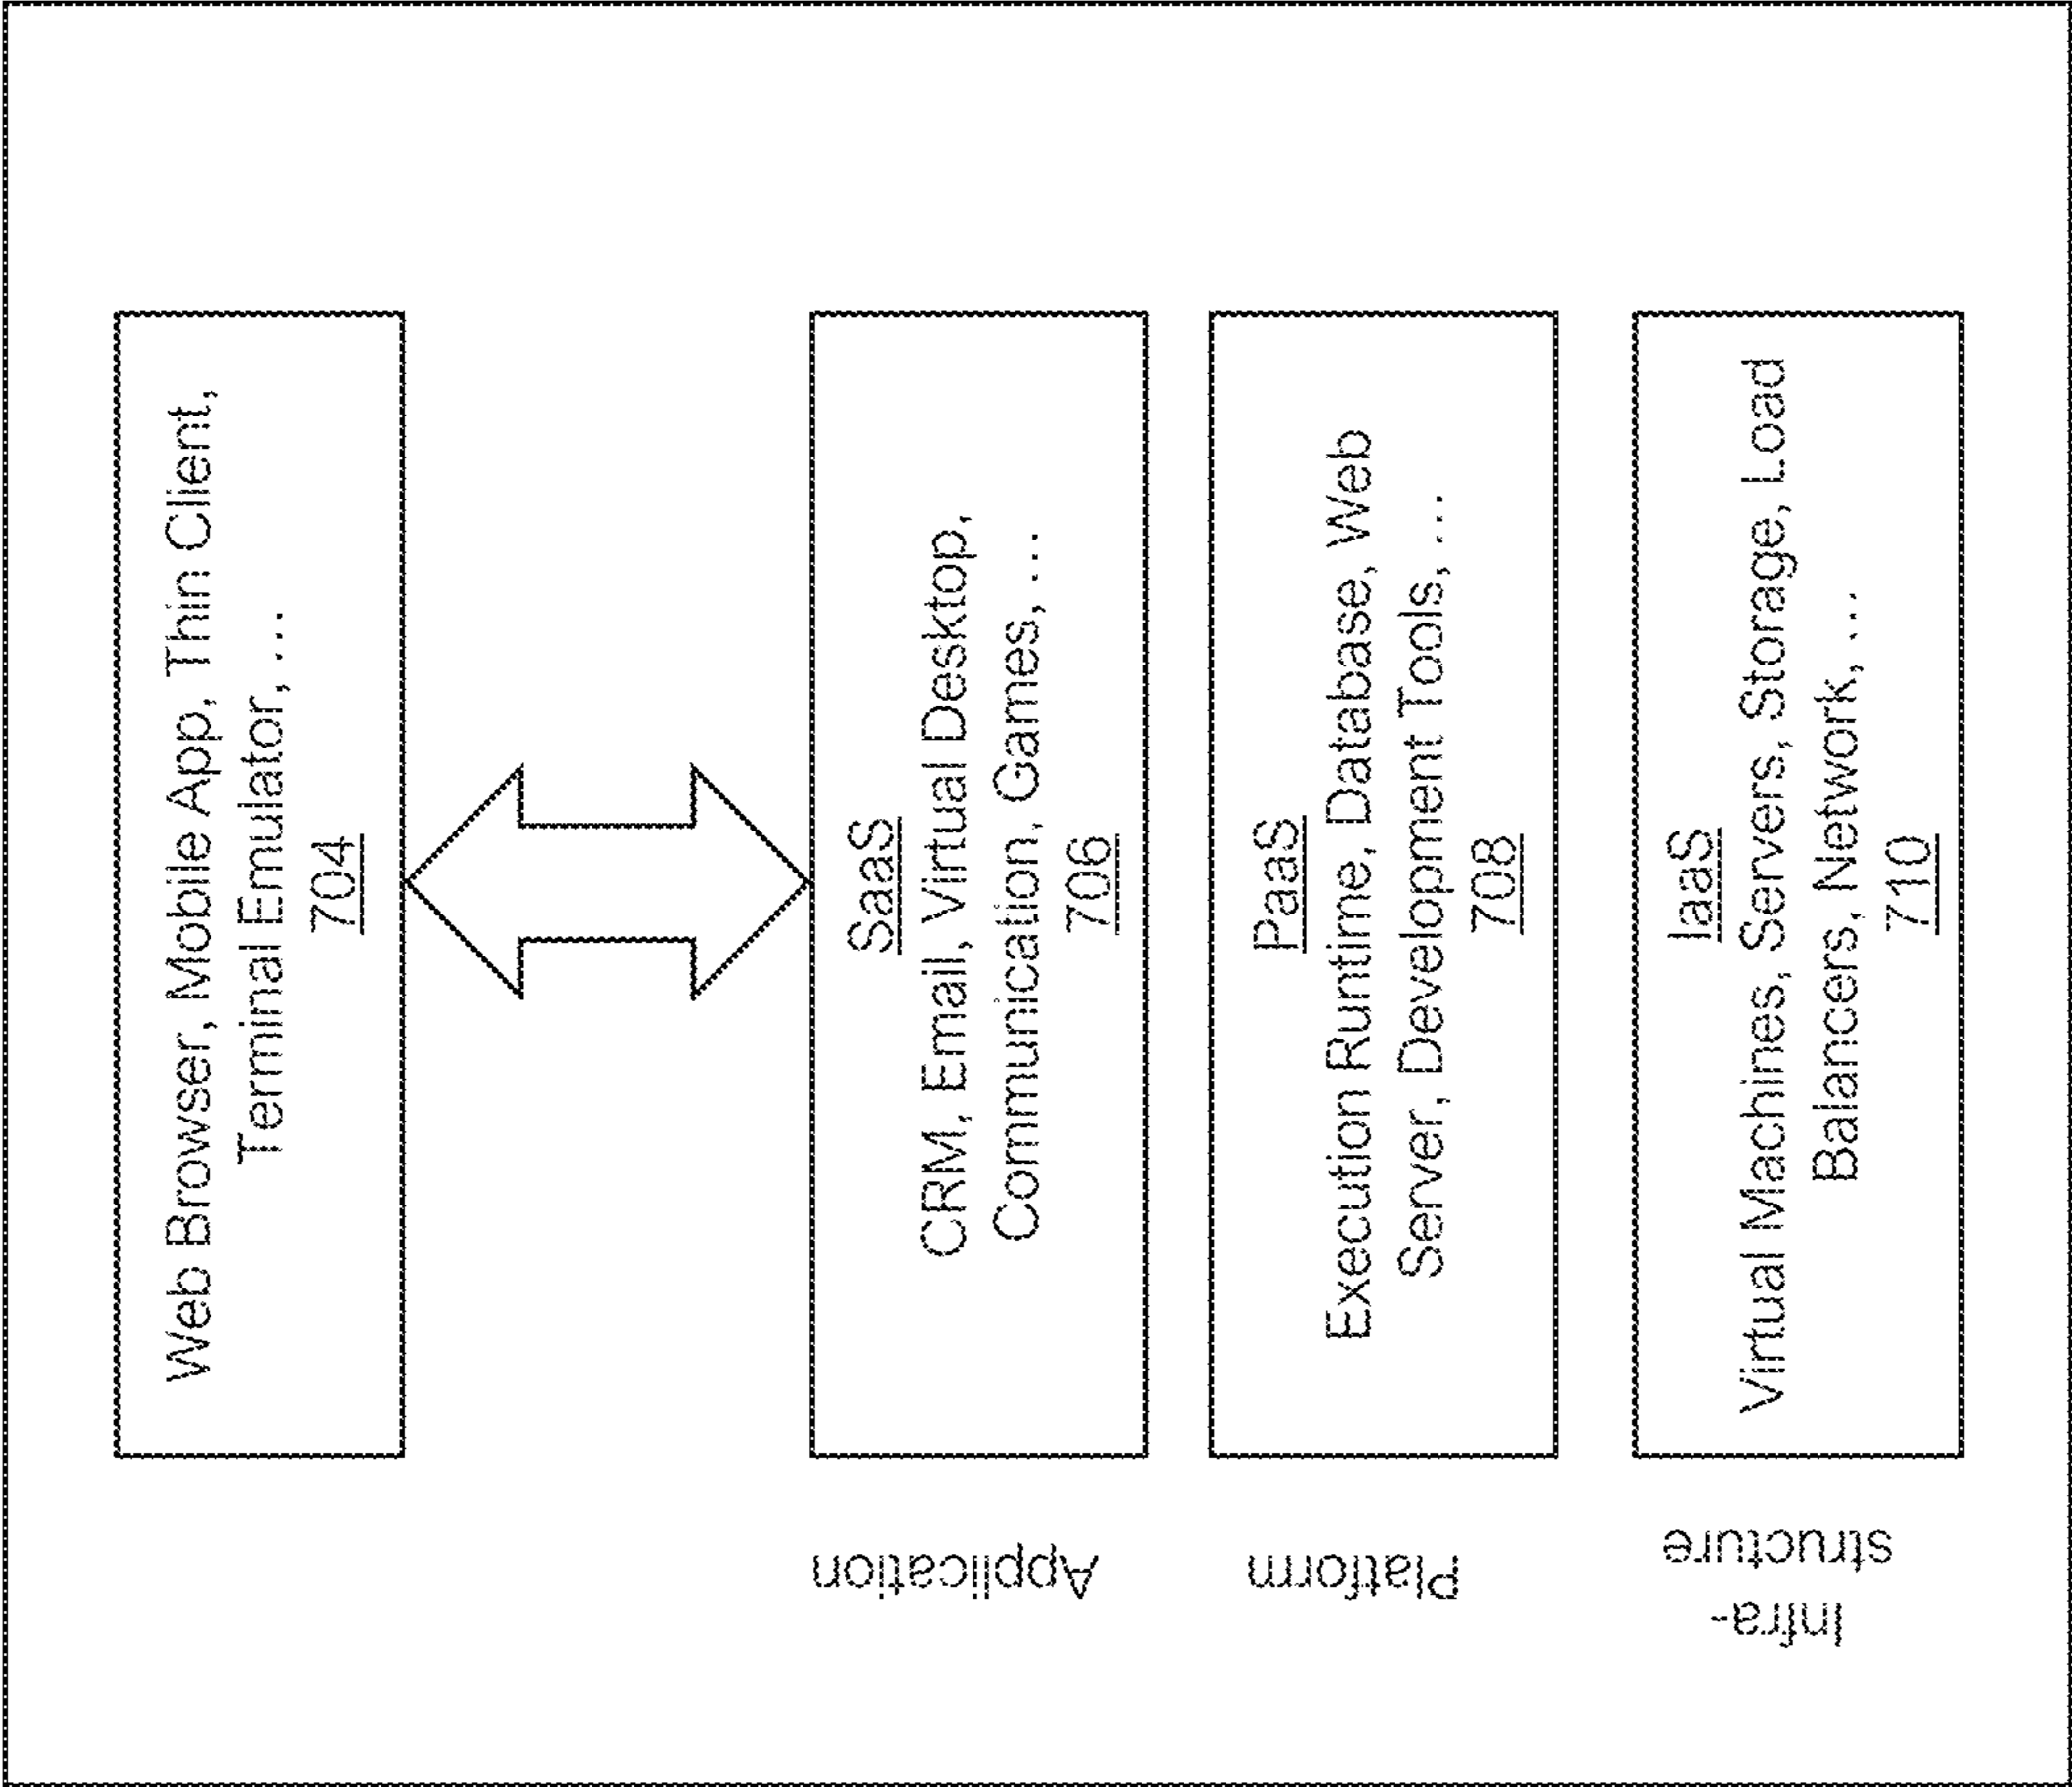 Web Browser, Mobile App, Thin Client,
Terminal Emulator, ...
704
Application
SaaS
CRM, Email, Virtual Desktop,
Communication, Games, ...
706
Platform
PaaS
Execution Runtime, Database, Web
Server, Development Tools, ...
708
Infra-
structure
IaaS
Virtual Machines, Servers, Storage, Load
Balancers, Network, ...
710